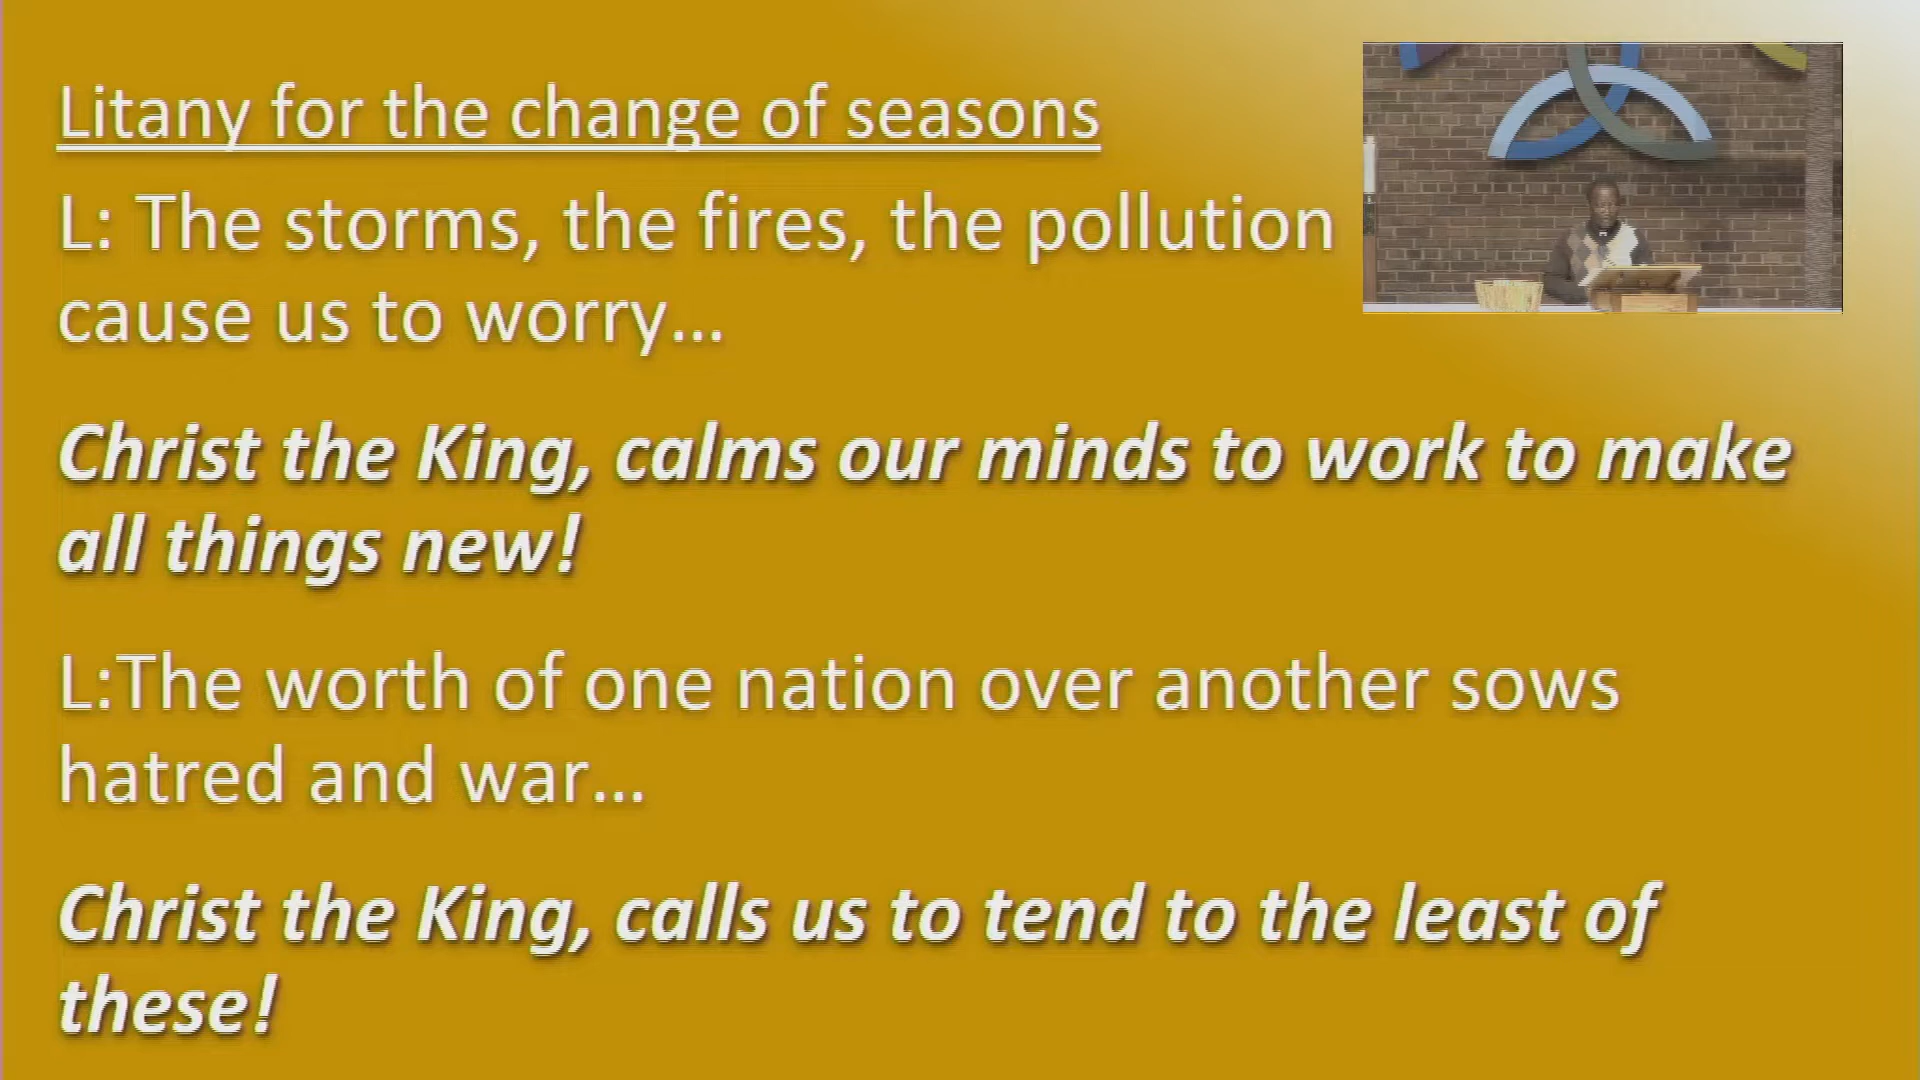 Litany for the change of seasons
L: The storms, the fires, the pollution
cause us to worry...
Christ the King, calms our minds to work to make
all things new!
L:The worth of one nation over another sows
hatred and war...
Christ the King, calls us to tend to the least of
these!